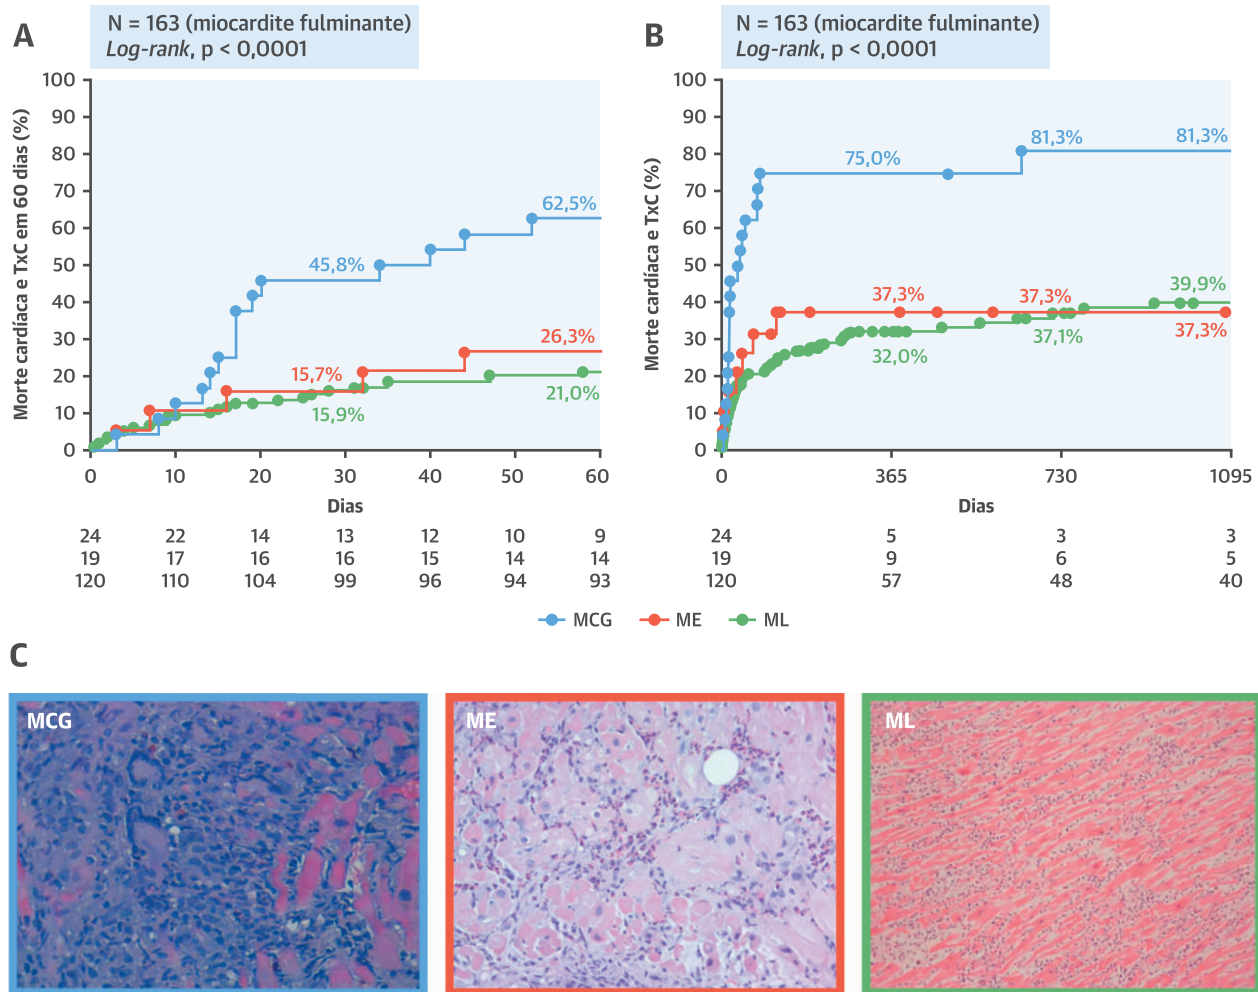 A
N = 163 (miocardite fulminante)
Log-rank, p < 0,0001
Morte cardíaca e TxC em 60 dias (%)
100
90
80
70
60
50
40
30
20
10
0
62,5%
45,8%
26,3%
15,7%
21,0%
15,9%
0 10 20 30 40 50 60
Dias
24 22 14 13 12 10 9
19 17 16 16 15 14 14
120 110 104 99 96 94 93
B
N = 163 (miocardite fulminante)
Log-rank, p < 0,0001
Morte cardíaca e TxC (%)
100
90
80
70
60
50
40
30
20
10
0
81,3% 81,3%
75,0%
39,9%
37,3% 37,3%
37,1% 37,3%
32,0%
0 365 730 1095
Dias
24 5 3 3
19 9 6 5
120 57 48 40
MCG ME ML
C
MCG
ME
ML